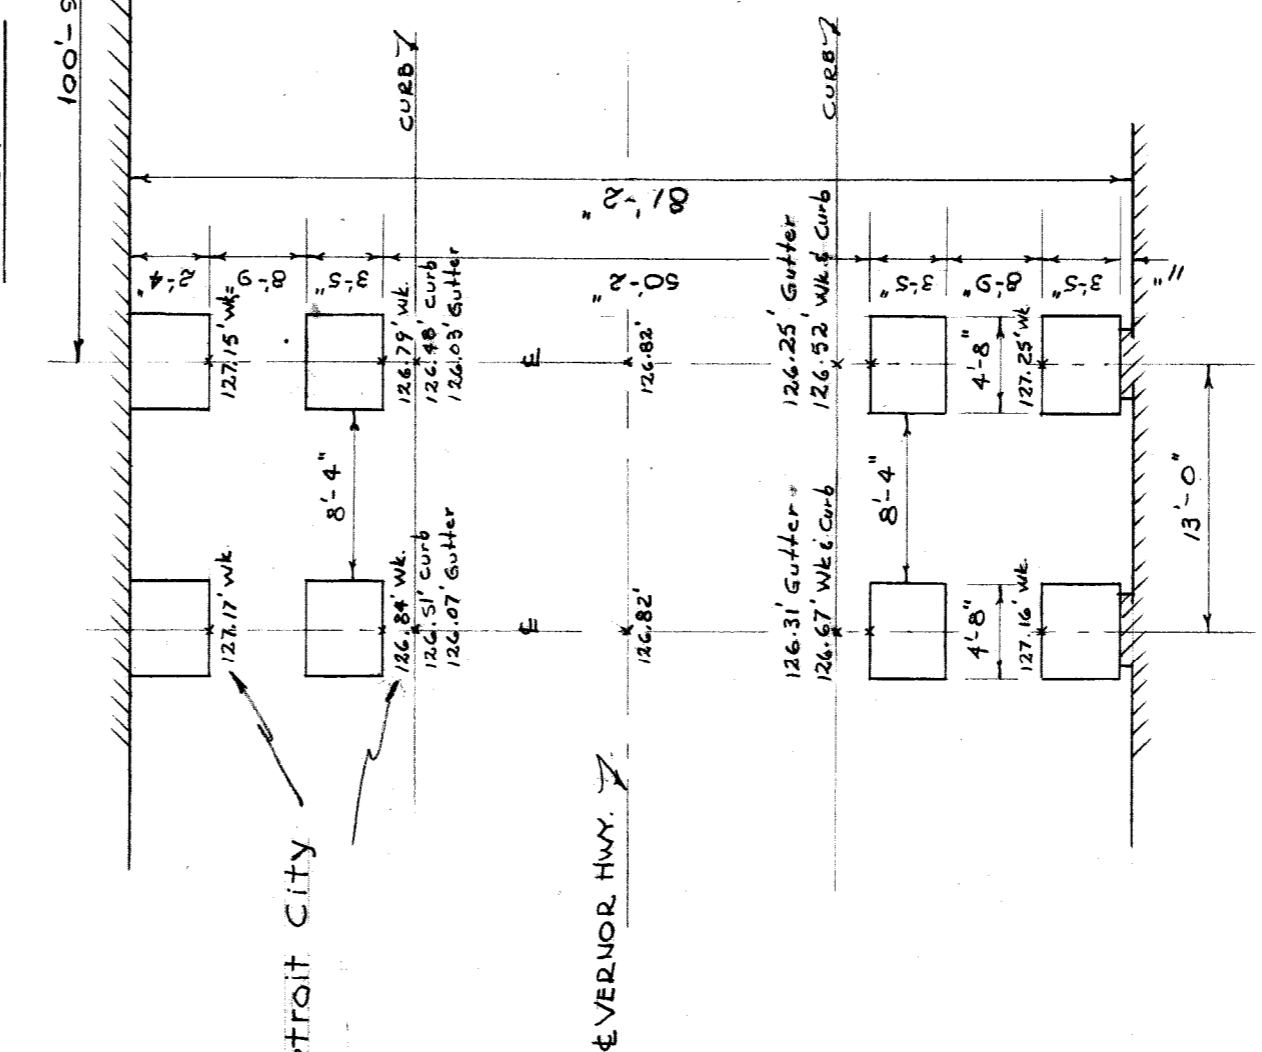 100'-
CURB
CURB
81'-2"
2'-4"
8'-9"
3'-5"
50'-2"
3'-5"
8'-9"
3'-5"
11"
127.15' Wk.
126.79' Wk.
126.48' Curb
126.03' Gutter
126.82'
126.25' Gutter
126.52' Wk. & Curb
4'-8"
127.25' Wk.
8'-4"
8'-4"
13'-0"
127.17' Wk.
126.84' Wk.
126.51' Curb
126.07' Gutter
126.82'
126.31' Gutter
126.67' Wk & Curb
4'-8"
127.16' Wk.
troit City
℄ VERNOR HWY.